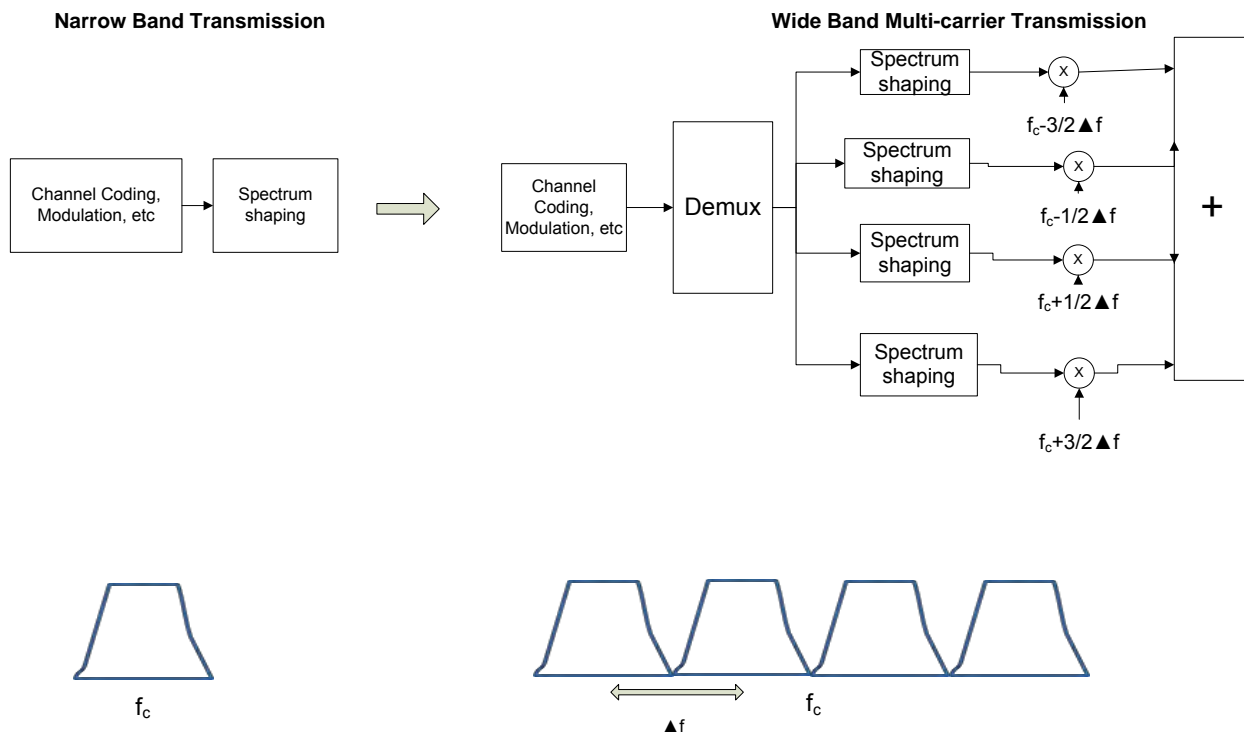 Narrow Band Transmission
Wide Band Multi-carrier Transmission
Channel Coding,
Modulation, etc
Spectrum
shaping
Channel
Coding,
Modulation, etc
Demux
Spectrum
shaping
X
fc-3/2▲f
Spectrum
shaping
X
fc-1/2▲f
Spectrum
shaping
X
fc+1/2▲f
Spectrum
shaping
X
fc+3/2▲f
+
fc
▲f
fc